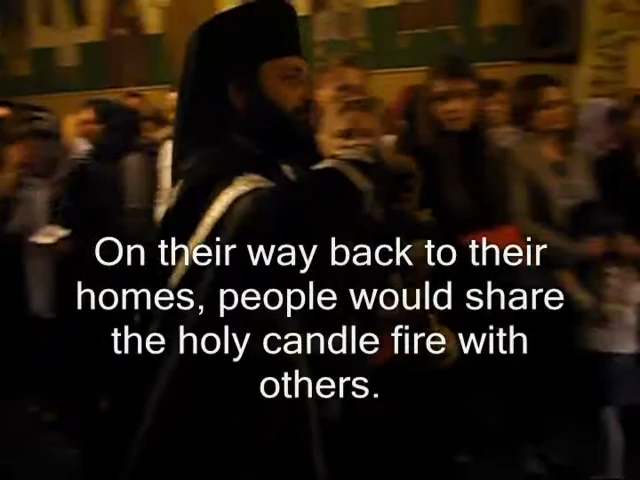 On their way back to their
homes, people would share
the holy candle fire with
others.